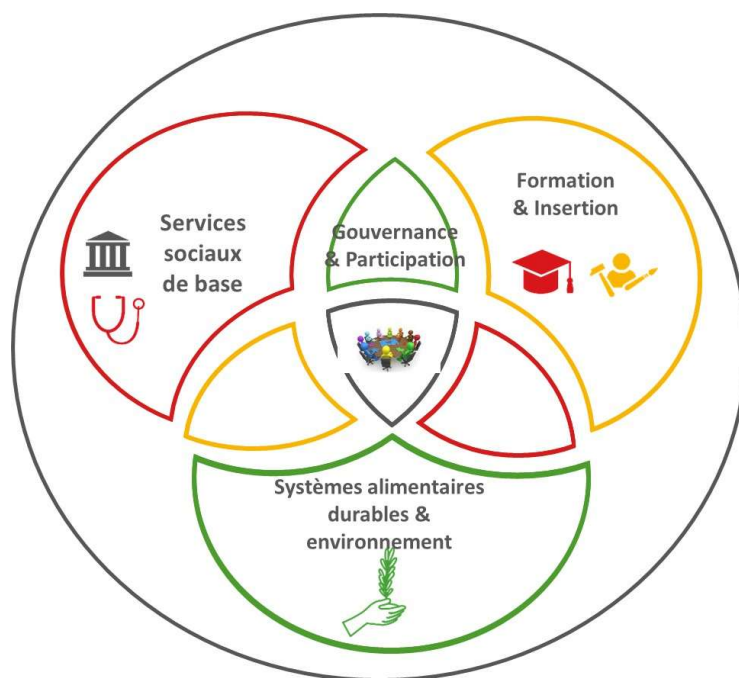 Services
sociaux
de base
Gouvernance
& Participation
Formation
& Insertion
Systèmes alimentaires
durables &
environnement